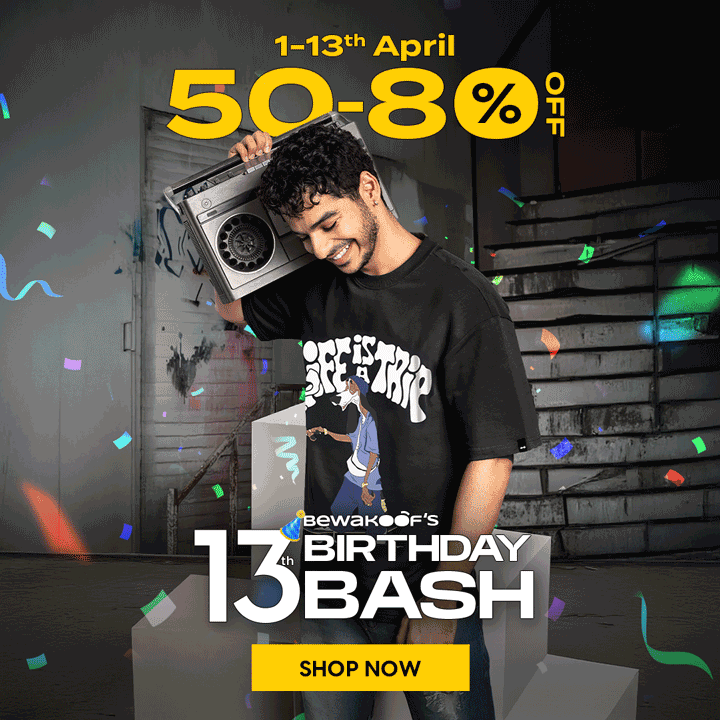 1-13th April
50-80% OFF
LIFE IS
A TRIP
BEWAKOOF'S
13th BIRTHDAY
BASH
SHOP NOW